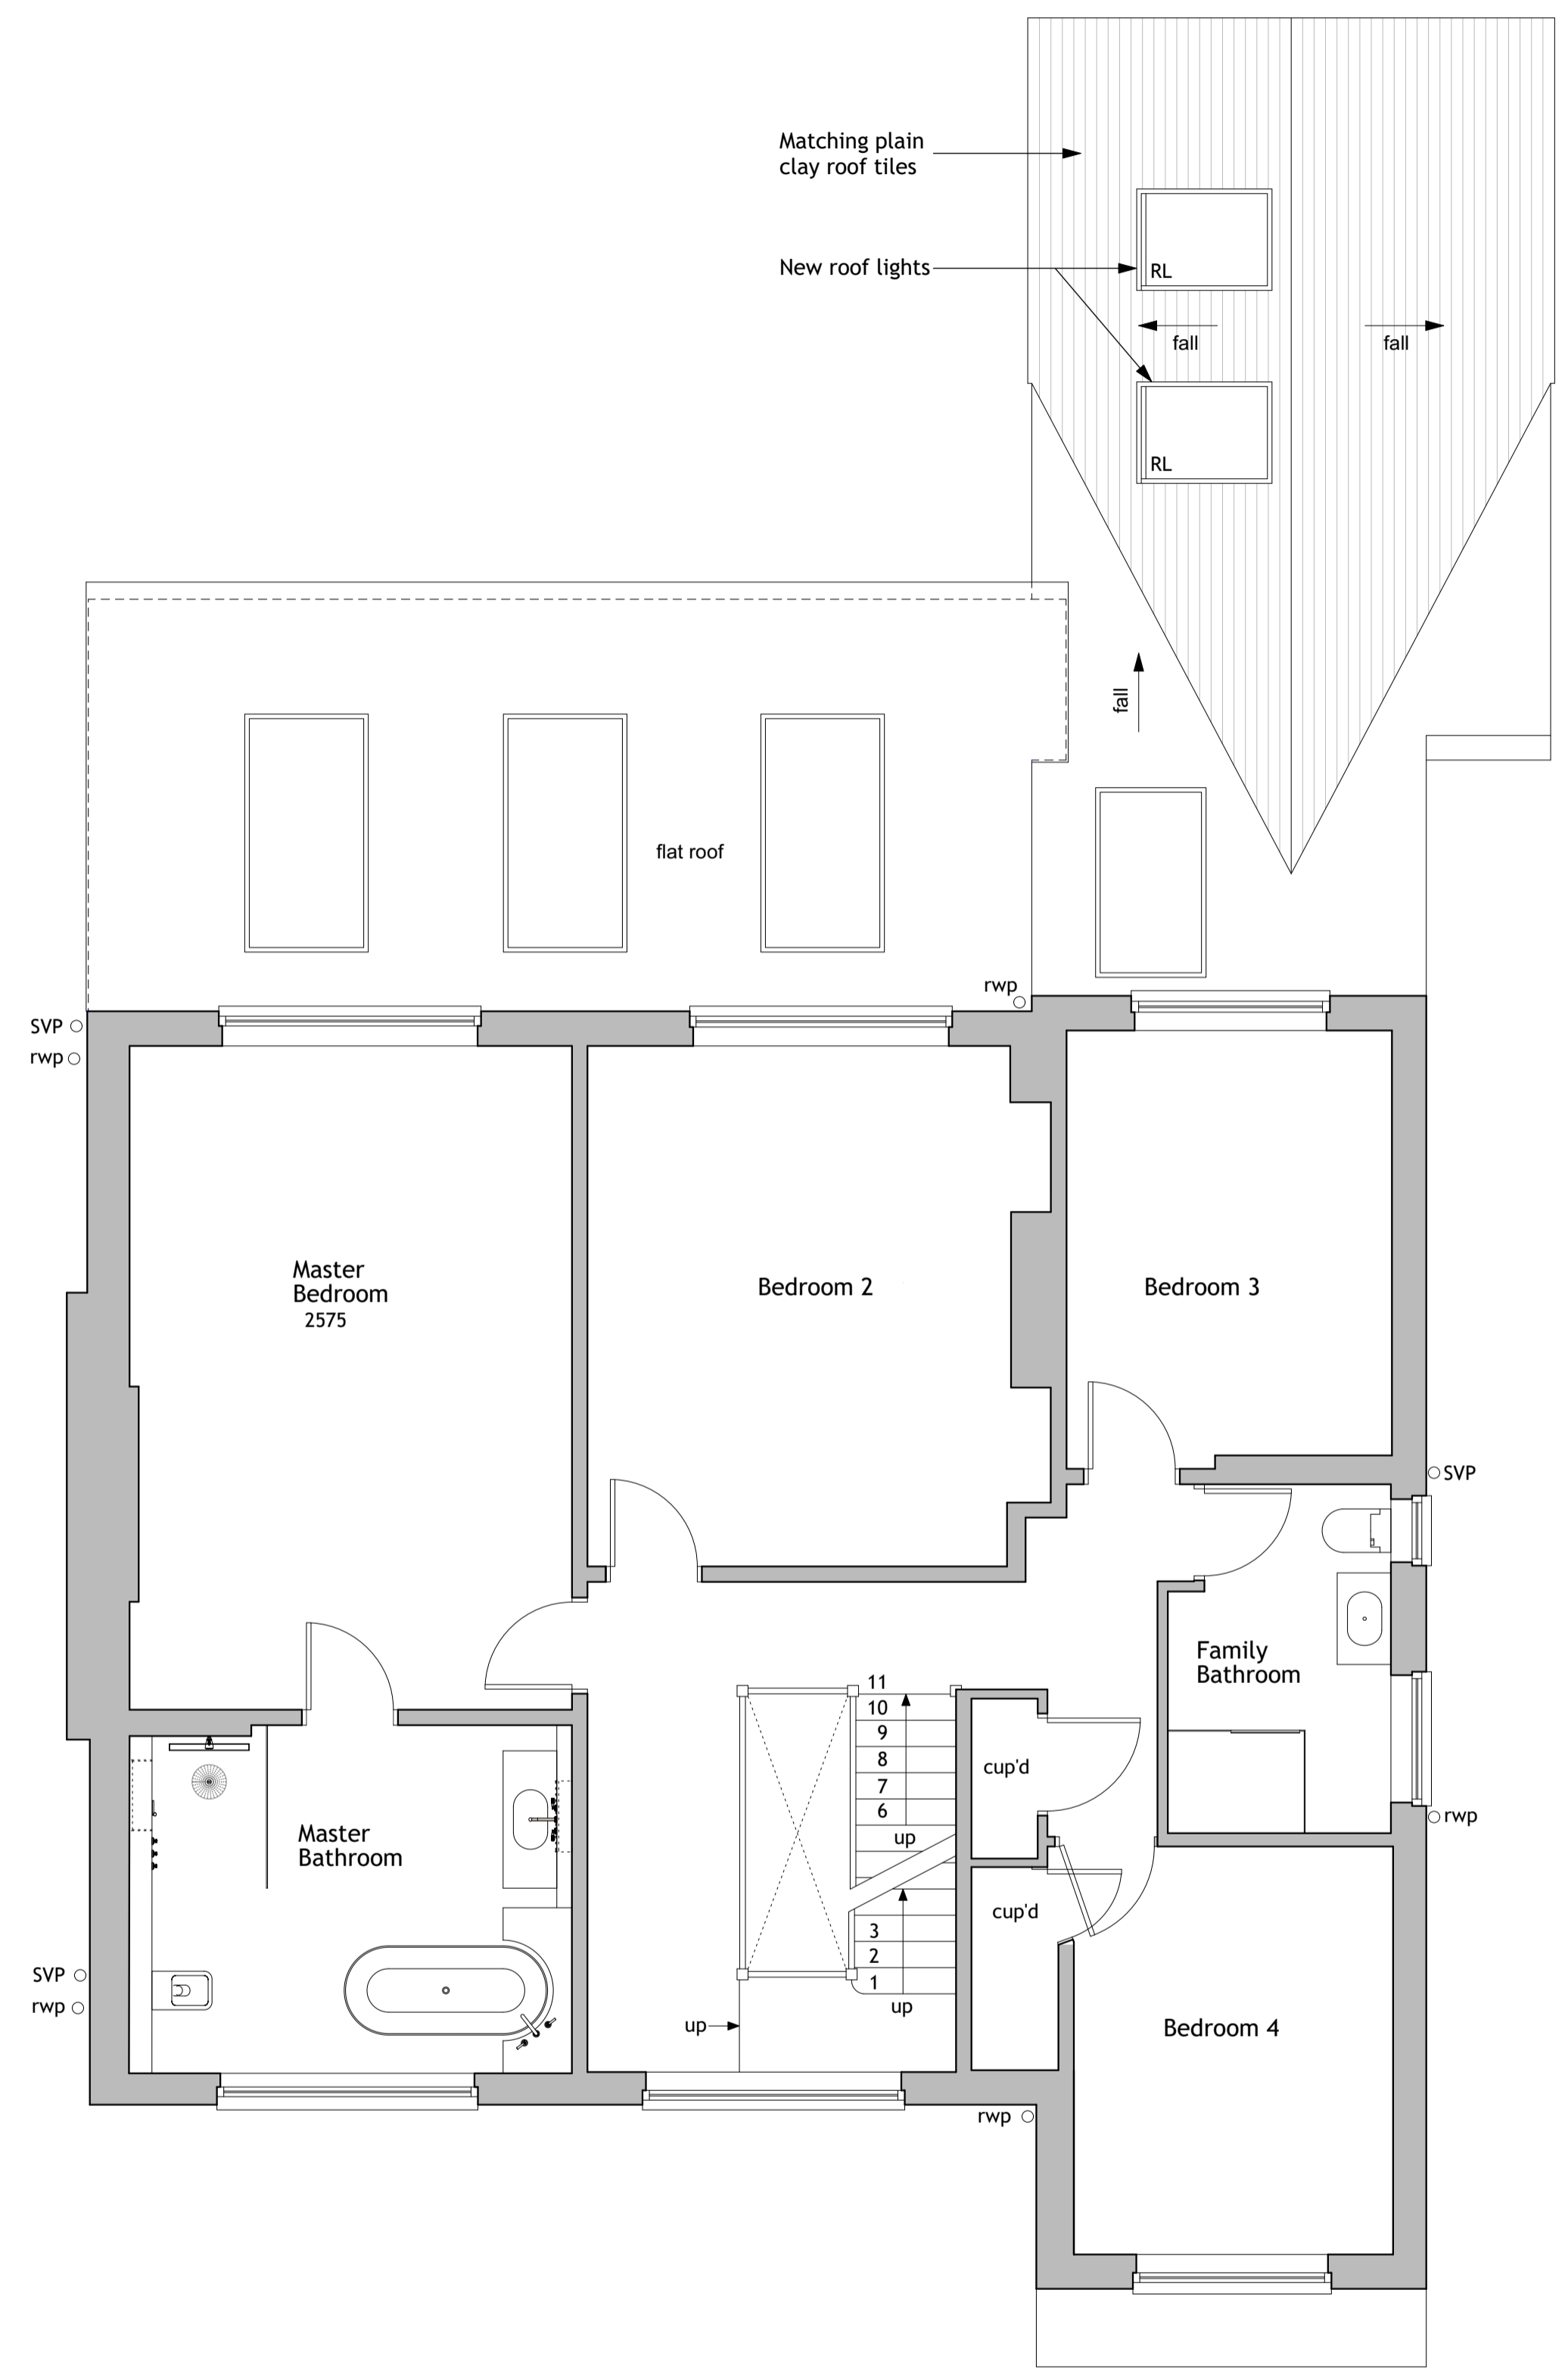 Matching plain
clay roof tiles
New roof lights
RL
fall
fall
RL
fall
flat roof
rwp
SVP
rwp
Master
Bedroom
2575
Bedroom 2
Bedroom 3
SVP
Family
Bathroom
11
10
9
8
7
6
up
cup'd
rwp
Master
Bathroom
cup'd
3
2
1
up
SVP
rwp
up
Bedroom 4
rwp